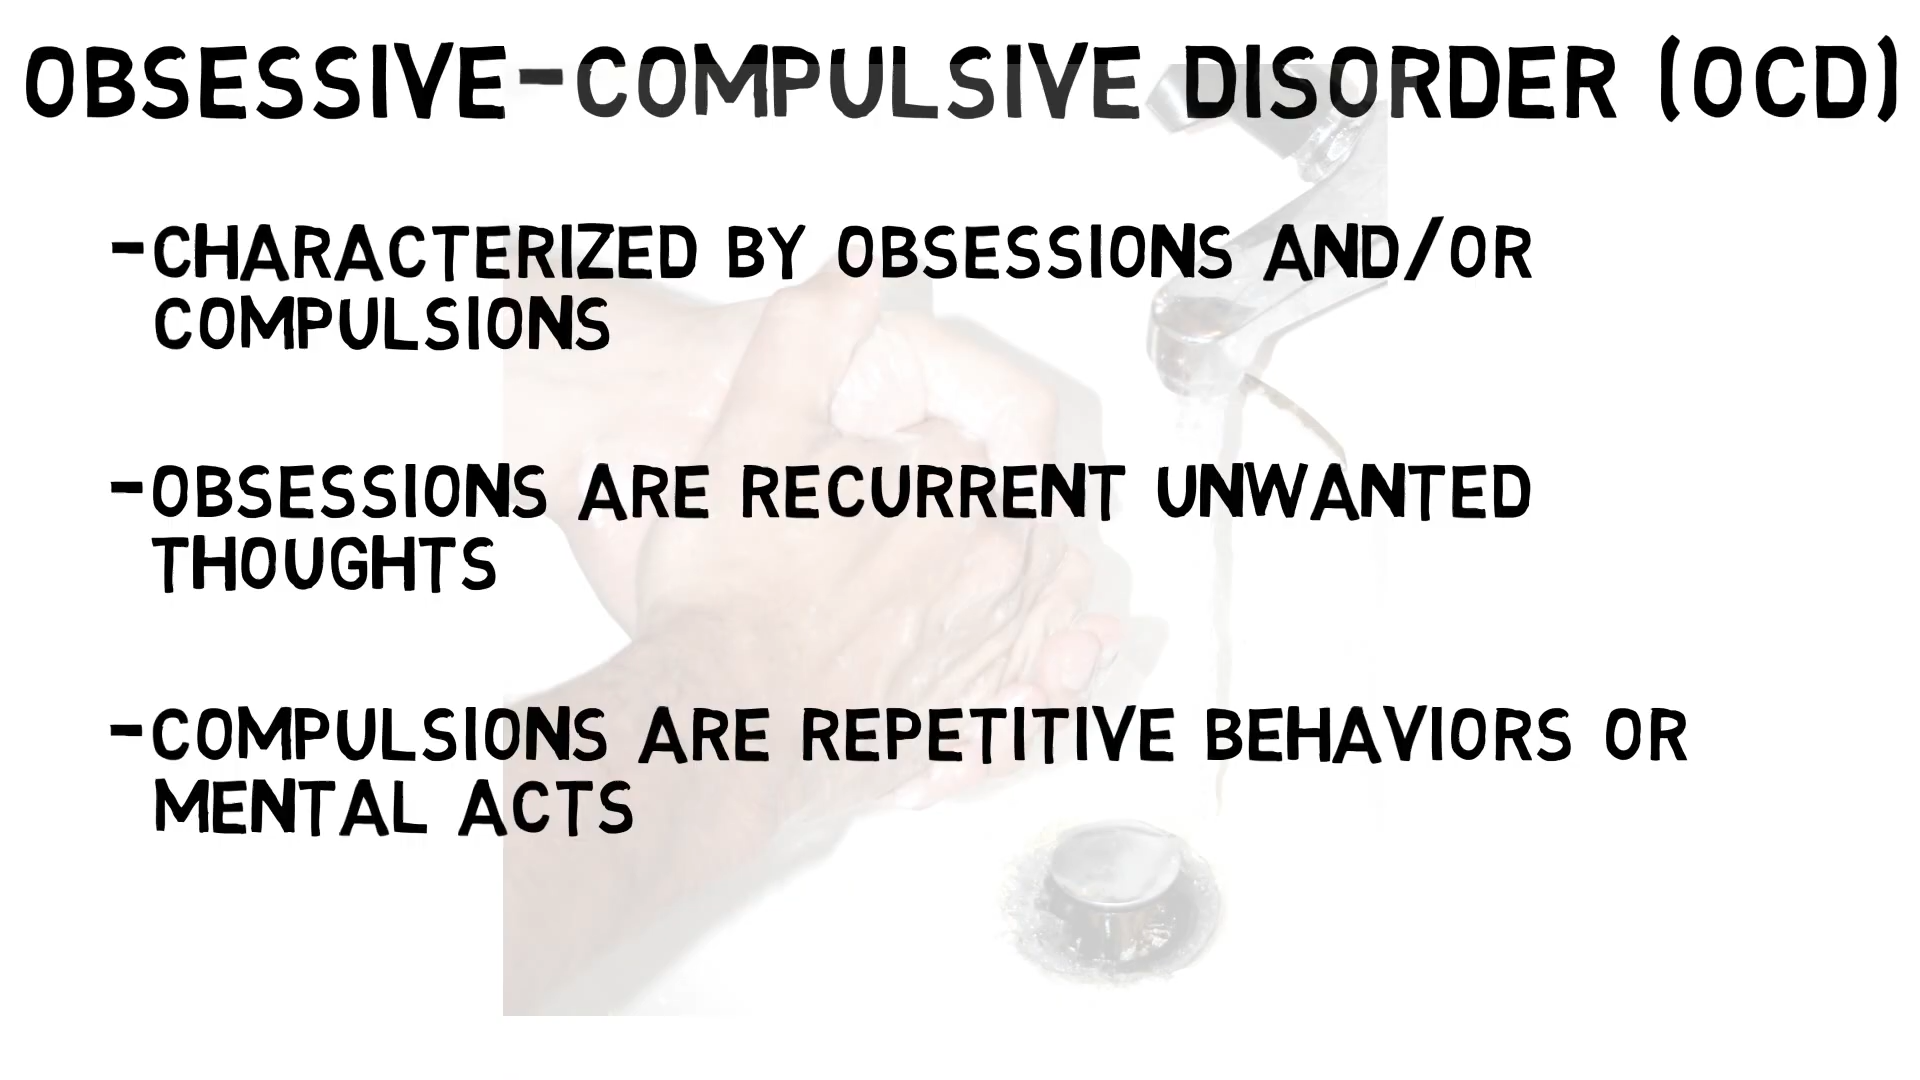 OBSESSIVE-COMPULSIVE DISORDER (OCD)
-CHARACTERIZED BY OBSESSIONS AND/OR
COMPULSIONS
-OBSESSIONS ARE RECURRENT UNWANTED
THOUGHTS
-COMPULSIONS ARE REPETITIVE BEHAVIORS OR
MENTAL ACTS